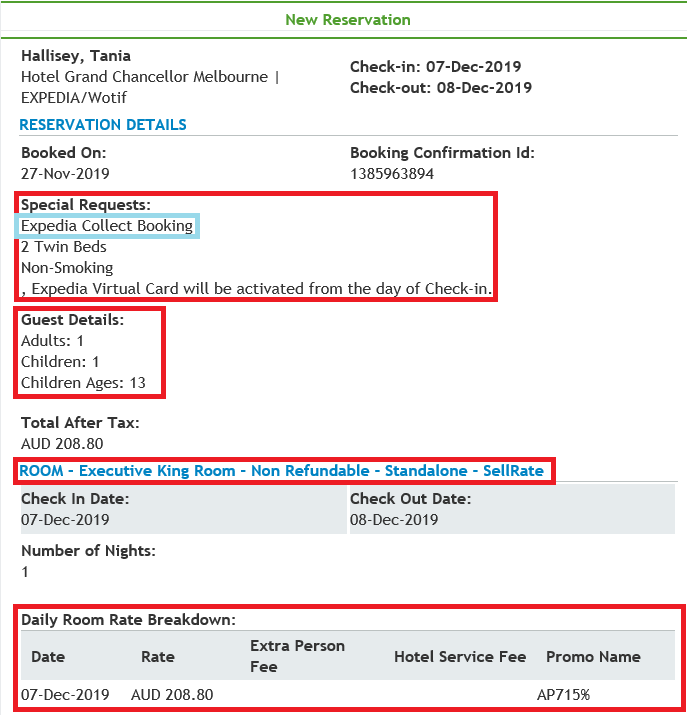 New Reservation
Hallisey, Tania
Hotel Grand Chancellor Melbourne |
EXPEDIA/Wotif
Check-in: 07-Dec-2019
Check-out: 08-Dec-2019
RESERVATION DETAILS
Booked On:
27-Nov-2019
Booking Confirmation Id:
1385963894
Special Requests:
Expedia Collect Booking
2 Twin Beds
Non-Smoking
, Expedia Virtual Card will be activated from the day of Check-in.
Guest Details:
Adults: 1
Children: 1
Children Ages: 13
Total After Tax:
AUD 208.80
ROOM - Executive King Room - Non Refundable - Standalone - SellRate
Check In Date:
07-Dec-2019
Check Out Date:
08-Dec-2019
Number of Nights:
1
Daily Room Rate Breakdown:
Date Rate Extra Person Fee Hotel Service Fee Promo Name
07-Dec-2019 AUD 208.80 AP715%